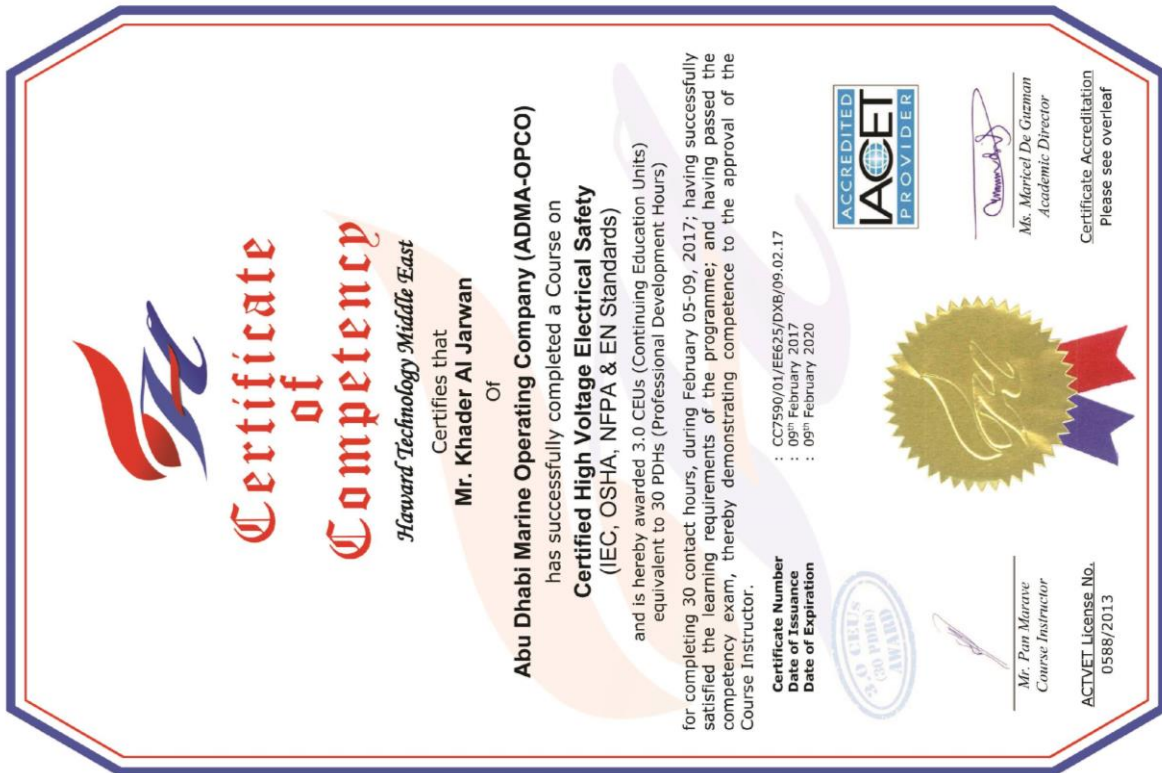 Certificate
of
Competency
Haward Technology Middle East
Certifies that
Mr. Khader Al Jarwan
Of
Abu Dhabi Marine Operating Company (ADMA-OPCO)
has successfully completed a Course on
Certified High Voltage Electrical Safety
(IEC, OSHA, NFPA & EN Standards)
and is hereby awarded 3.0 CEUs (Continuing Education Units)
equivalent to 30 PDHs (Professional Development Hours)
for completing 30 contact hours, during February 05-09, 2017; having successfully
satisfied the learning requirements of the programme; and having passed the
competency exam, thereby demonstrating competence to the approval of the
Course Instructor.
Certificate Number : CC7590/01/EE625/DXB/09.02.17
Date of Issuance : 09th February 2017
Date of Expiration : 09th February 2020
3.0 CEUs
(30 PDHs)
AWARD
ACCREDITED
IACET
PROVIDER
Mr. Pan Marave
Course Instructor
Ms. Maricel De Guzman
Academic Director
ACTVET License No.
0588/2013
Certificate Accreditation
Please see overleaf